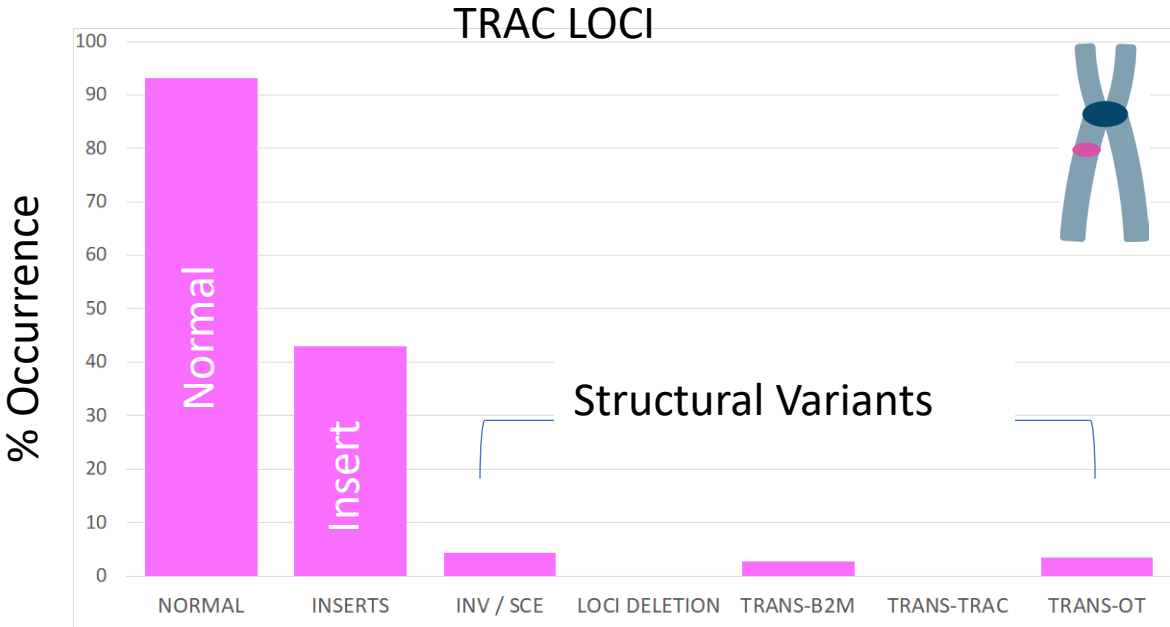 TRAC LOCI
100
90
80
70
60
50
40
30
20
10
0
% Occurrence
Normal
Insert
Structural Variants
NORMAL INSERTS INV / SCE LOCI DELETION TRANS-B2M TRANS-TRAC TRANS-OT